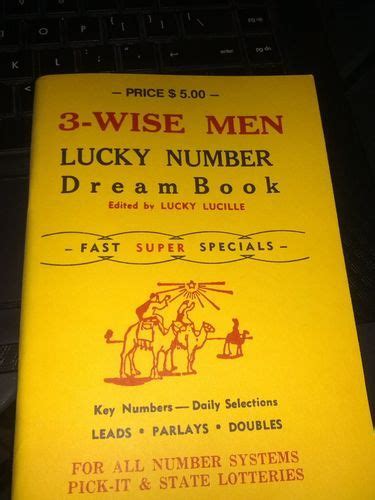 — PRICE $ 5.00 —
3-WISE MEN
LUCKY NUMBER
Dream Book
Edited by LUCKY LUCILLE
– FAST SUPER SPECIALS –
Key Numbers — Daily Selections
LEADS • PARLAYS • DOUBLES
FOR ALL NUMBER SYSTEMS
PICK-IT & STATE LOTTERIES